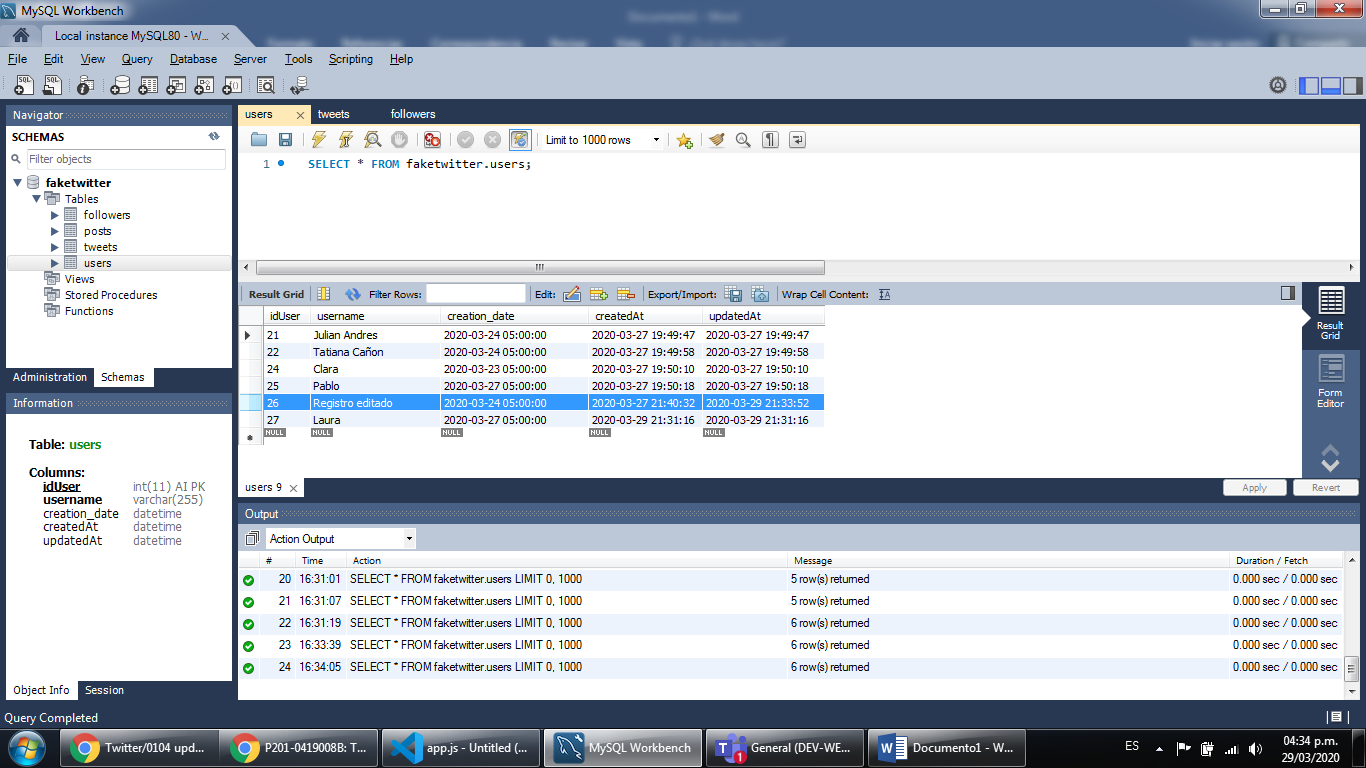 MySQL Workbench
Local instance MySQL80 - W...
File Edit View Query Database Server Tools Scripting Help
Navigator
SCHEMAS
Filter objects
faketwitter
Tables
followers
posts
tweets
users
Views
Stored Procedures
Functions
Administration Schemas
Information
Table: users
Columns:
idUser int(11) AI PK
username varchar(255)
creation_date datetime
createdAt datetime
updatedAt datetime
Object Info Session
users tweets followers
Limit to 1000 rows
1 SELECT * FROM faketwitter.users;
Result Grid Filter Rows: Edit: Export/Import: Wrap Cell Content:
idUser username creation_date createdAt updatedAt
21 Julian Andres 2020-03-24 05:00:00 2020-03-27 19:49:47 2020-03-27 19:49:47
22 Tatiana Cañon 2020-03-24 05:00:00 2020-03-27 19:49:58 2020-03-27 19:49:58
24 Clara 2020-03-23 05:00:00 2020-03-27 19:50:10 2020-03-27 19:50:10
25 Pablo 2020-03-27 05:00:00 2020-03-27 19:50:18 2020-03-27 19:50:18
26 Registro editado 2020-03-24 05:00:00 2020-03-27 21:40:32 2020-03-29 21:33:52
27 Laura 2020-03-27 05:00:00 2020-03-29 21:31:16 2020-03-29 21:31:16
NULL NULL NULL NULL NULL
Result Grid
Form Editor
users 9
Apply Revert
Output
Action Output
# Time Action Message Duration / Fetch
20 16:31:01 SELECT * FROM faketwitter.users LIMIT 0, 1000 5 row(s) returned 0.000 sec / 0.000 sec
21 16:31:07 SELECT * FROM faketwitter.users LIMIT 0, 1000 5 row(s) returned 0.000 sec / 0.000 sec
22 16:31:19 SELECT * FROM faketwitter.users LIMIT 0, 1000 6 row(s) returned 0.000 sec / 0.000 sec
23 16:33:39 SELECT * FROM faketwitter.users LIMIT 0, 1000 6 row(s) returned 0.000 sec / 0.000 sec
24 16:34:05 SELECT * FROM faketwitter.users LIMIT 0, 1000 6 row(s) returned 0.000 sec / 0.000 sec
Query Completed
Twitter/0104 upd... P201-0419008B: T... app.js - Untitled (... MySQL Workbench General (DEV-WE... Documento1 - W... ES 04:34 p.m.
29/03/2020